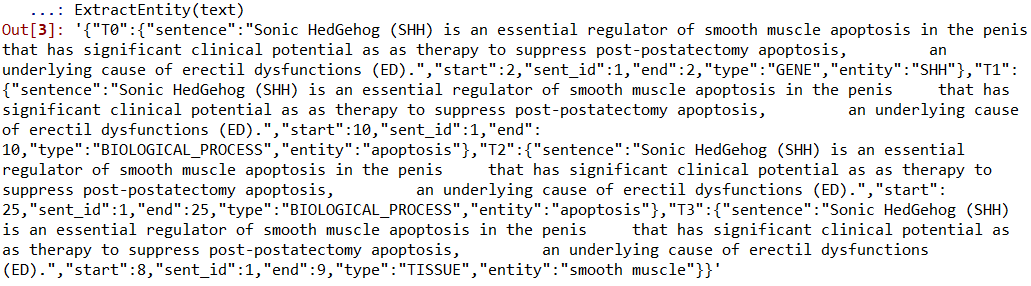 ...: ExtractEntity(text)
Out[3]: '{"T0":{"sentence":"Sonic HedGehog (SHH) is an essential regulator of smooth muscle apoptosis in the penis
that has significant clinical potential as as therapy to suppress post-postatectomy apoptosis,         an
underlying cause of erectil dysfunctions (ED).","start":2,"sent_id":1,"end":2,"type":"GENE","entity":"SHH"},"T1":
{"sentence":"Sonic HedGehog (SHH) is an essential regulator of smooth muscle apoptosis in the penis     that has
significant clinical potential as as therapy to suppress post-postatectomy apoptosis,         an underlying cause
of erectil dysfunctions (ED).","start":10,"sent_id":1,"end":
10,"type":"BIOLOGICAL_PROCESS","entity":"apoptosis"},"T2":{"sentence":"Sonic HedGehog (SHH) is an essential
regulator of smooth muscle apoptosis in the penis     that has significant clinical potential as as therapy to
suppress post-postatectomy apoptosis,         an underlying cause of erectil dysfunctions (ED).","start":
25,"sent_id":1,"end":25,"type":"BIOLOGICAL_PROCESS","entity":"apoptosis"},"T3":{"sentence":"Sonic HedGehog (SHH)
is an essential regulator of smooth muscle apoptosis in the penis     that has significant clinical potential as
as therapy to suppress post-postatectomy apoptosis,         an underlying cause of erectil dysfunctions
(ED).","start":8,"sent_id":1,"end":9,"type":"TISSUE","entity":"smooth muscle"}}'